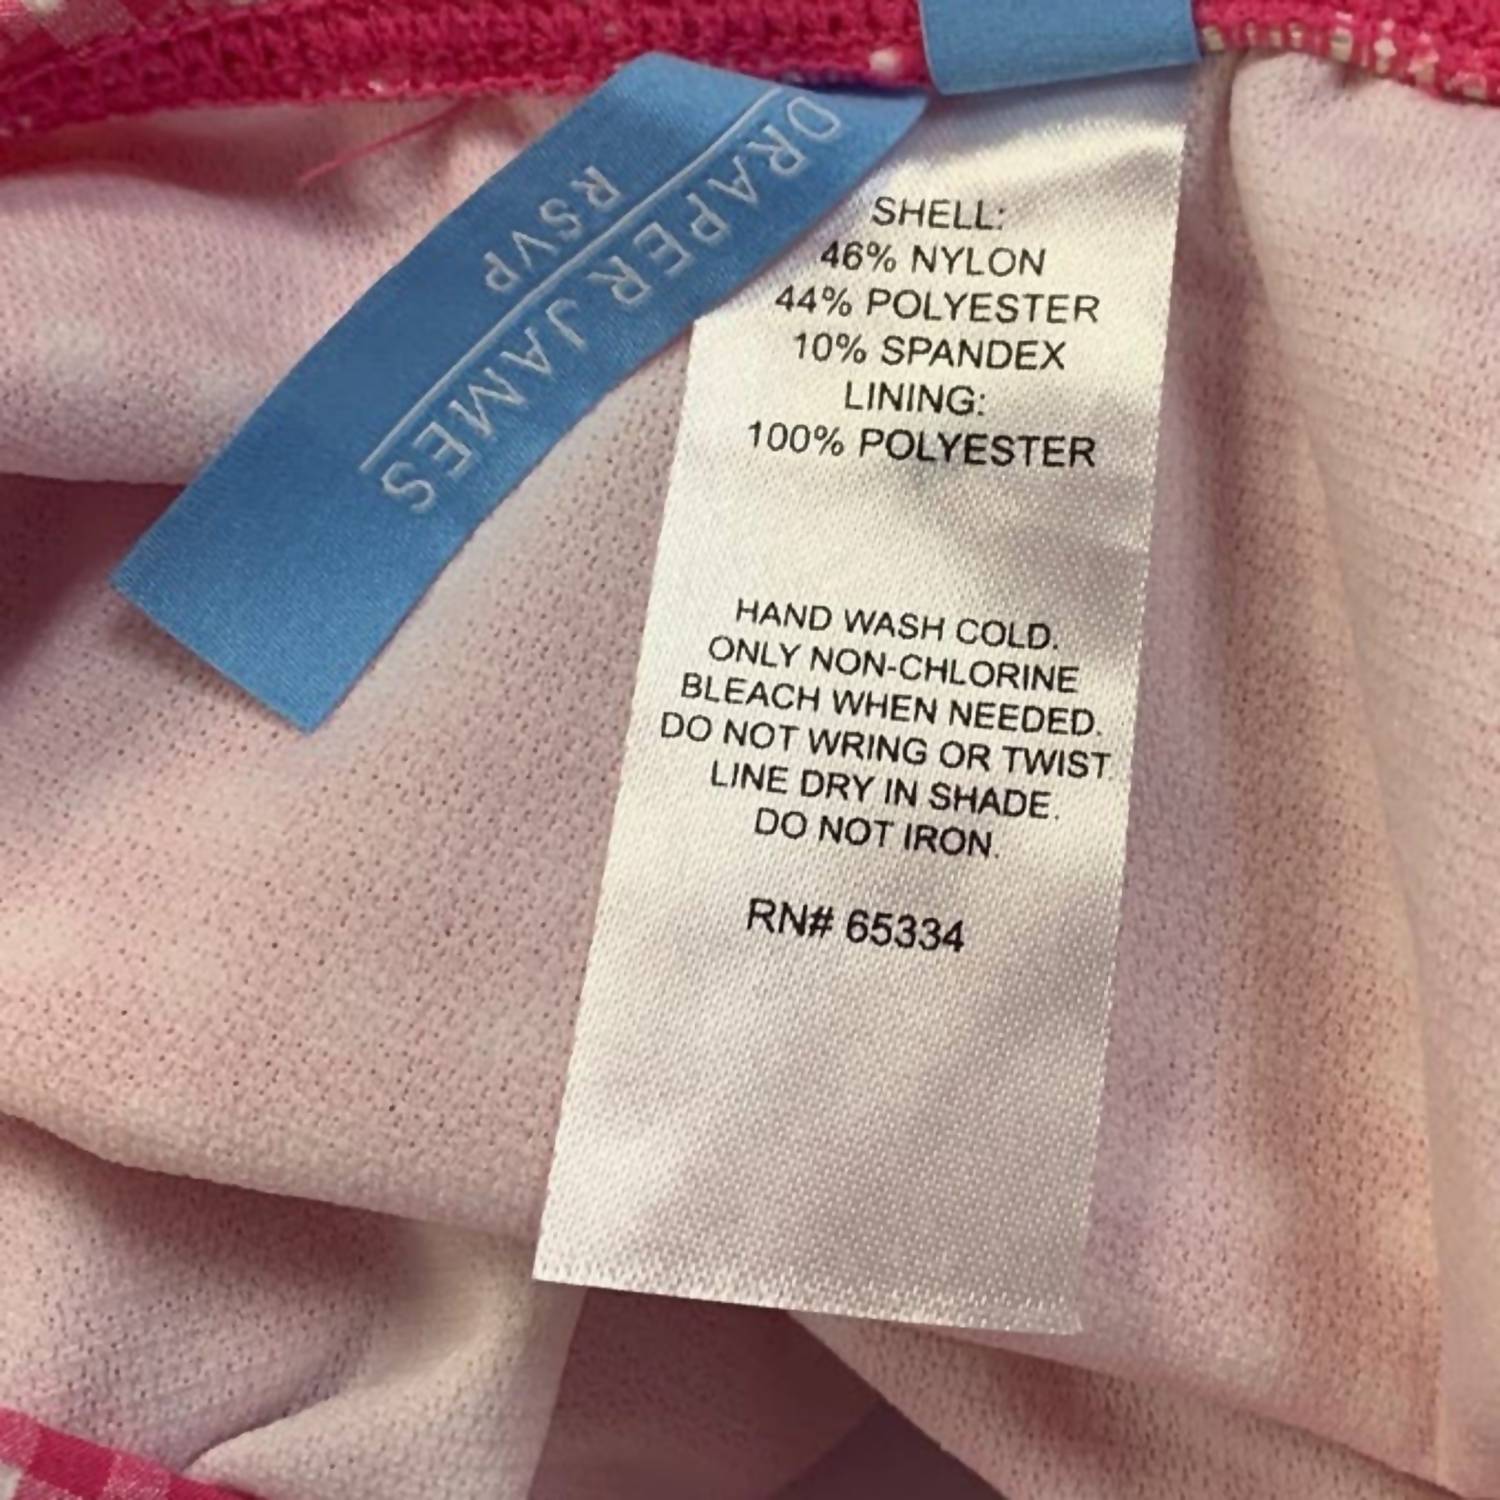 DRAPER JAMES
RSVP
SHELL:
46% NYLON
44% POLYESTER
10% SPANDEX
LINING:
100% POLYESTER
HAND WASH COLD.
ONLY NON-CHLORINE
BLEACH WHEN NEEDED.
DO NOT WRING OR TWIST.
LINE DRY IN SHADE.
DO NOT IRON.
RN# 65334